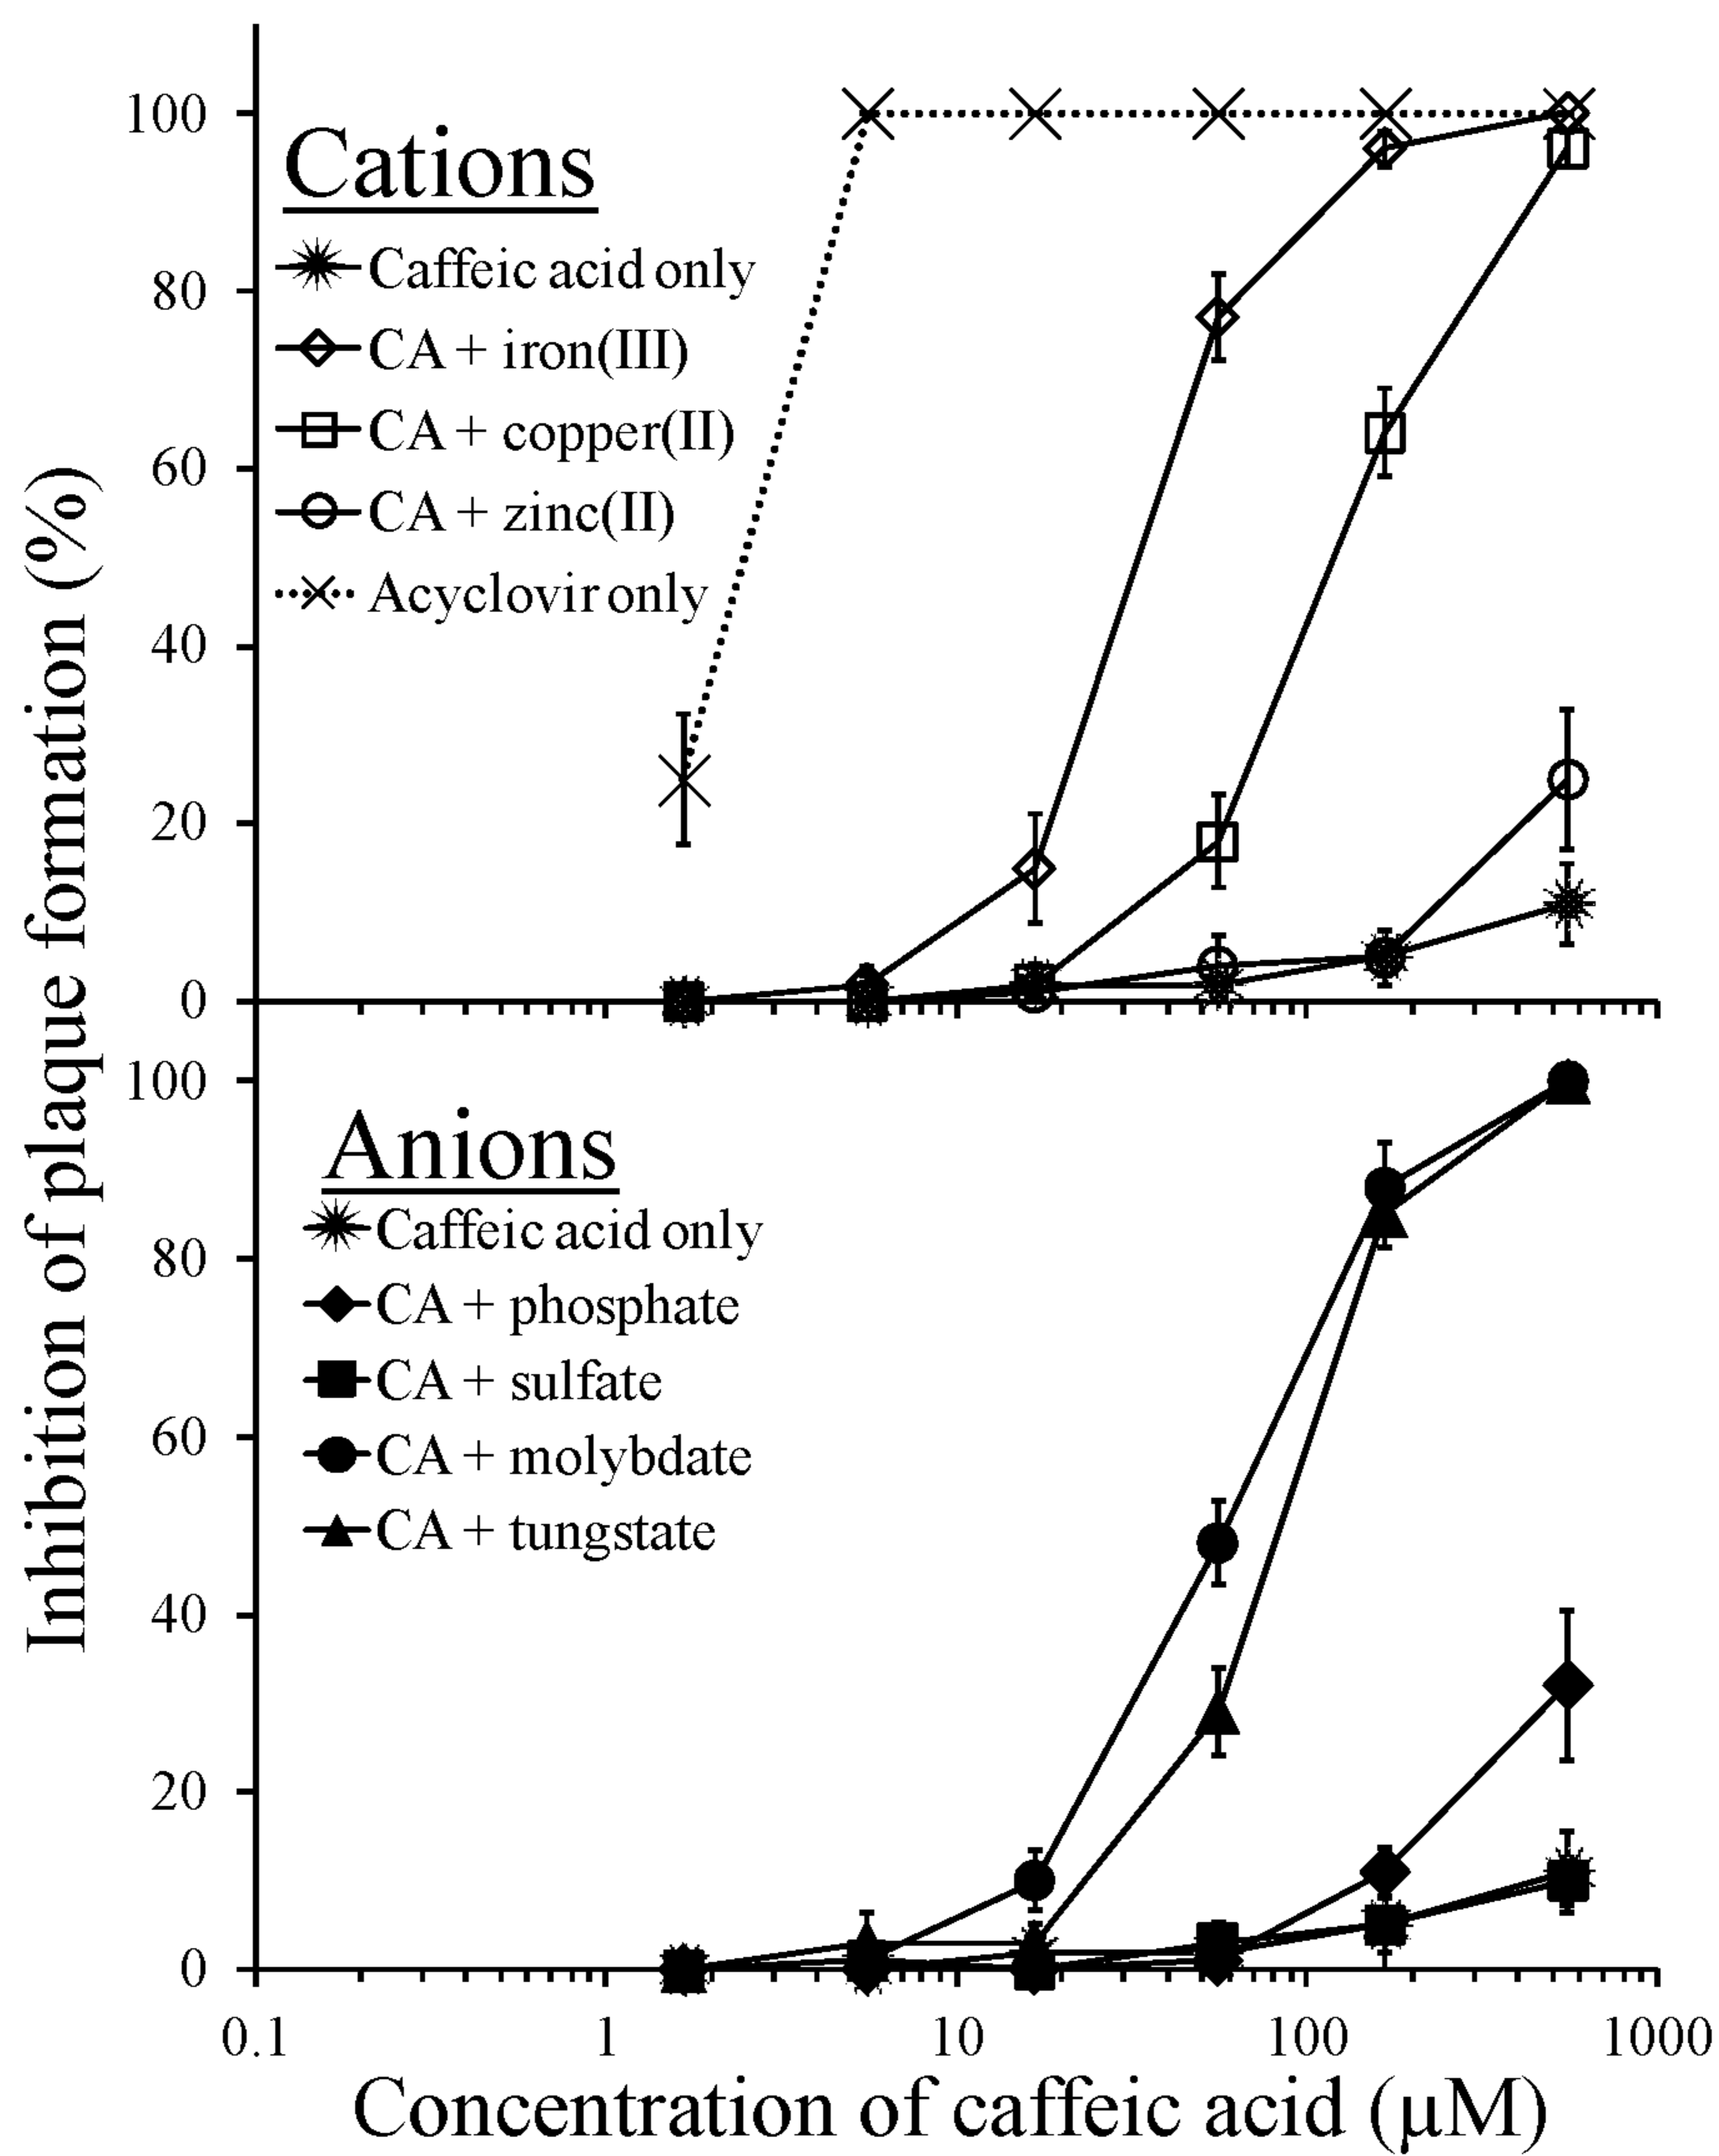 Inhibition of plaque formation (%)
100
80
60
40
20
0
Cations
Caffeic acid only
CA + iron(III)
CA + copper(II)
CA + zinc(II)
Acyclovir only
100
80
60
40
20
0
Anions
Caffeic acid only
CA + phosphate
CA + sulfate
CA + molybdate
CA + tungstate
0.1 1 10 100 1000
Concentration of caffeic acid (μM)